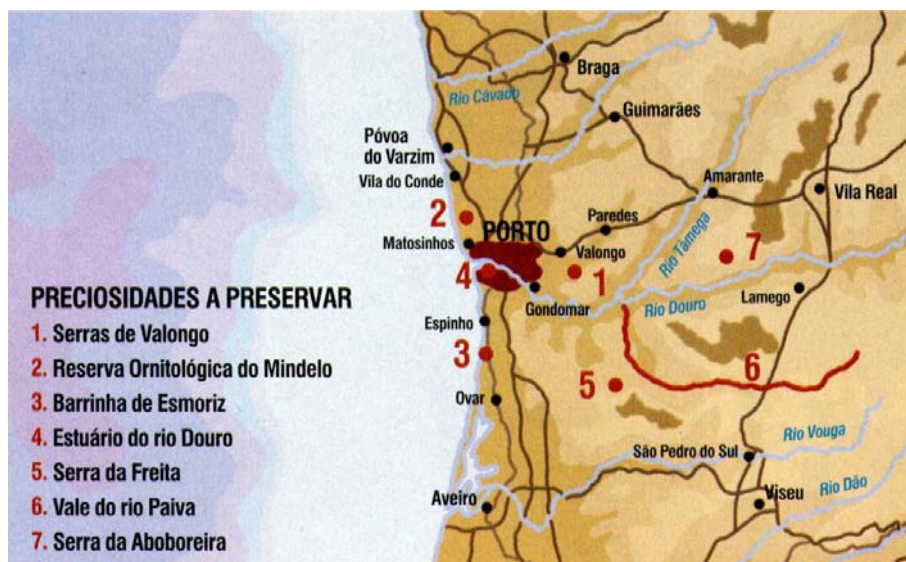 Braga
Rio Cávado
Guimarães
Póvoa
do Varzim
Vila do Conde
Amarante
Vila Real
2
Paredes
Matosinhos
PORTO
Valongo
Rio Tâmega
7
4
1
PRECIOSIDADES A PRESERVAR
1. Serras de Valongo
2. Reserva Ornitológica do Mindelo
3. Barrinha de Esmoriz
4. Estuário do rio Douro
5. Serra da Freita
6. Vale do rio Paiva
7. Serra da Aboboreira
Gondomar
Rio Douro
Lamego
Espinho
3
6
5
Ovar
São Pedro do Sul
Rio Vouga
Aveiro
Viseu
Rio Dão